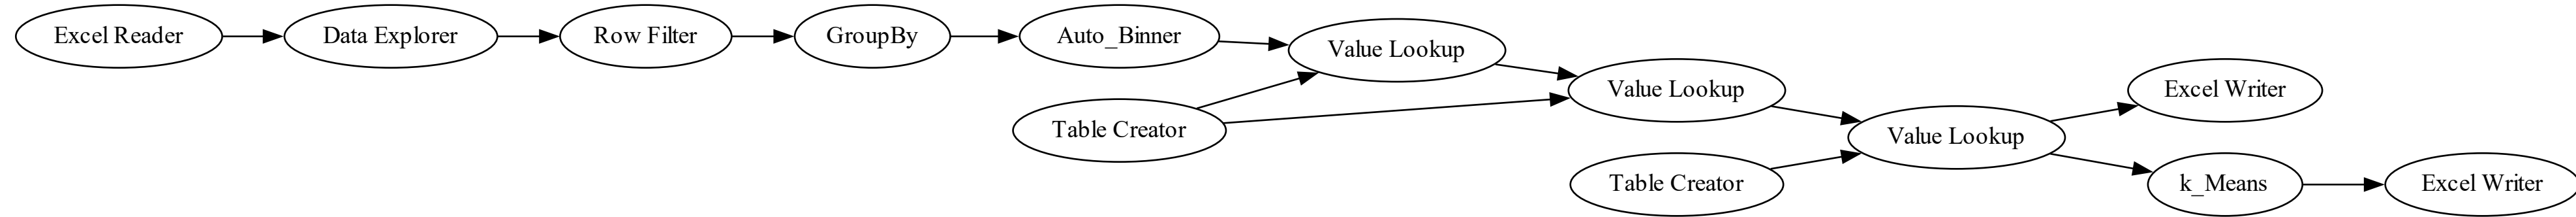 Excel Reader
Data Explorer
Row Filter
GroupBy
Auto_Binner
Value Lookup
Table Creator
Value Lookup
Table Creator
Value Lookup
Excel Writer
k_Means
Excel Writer